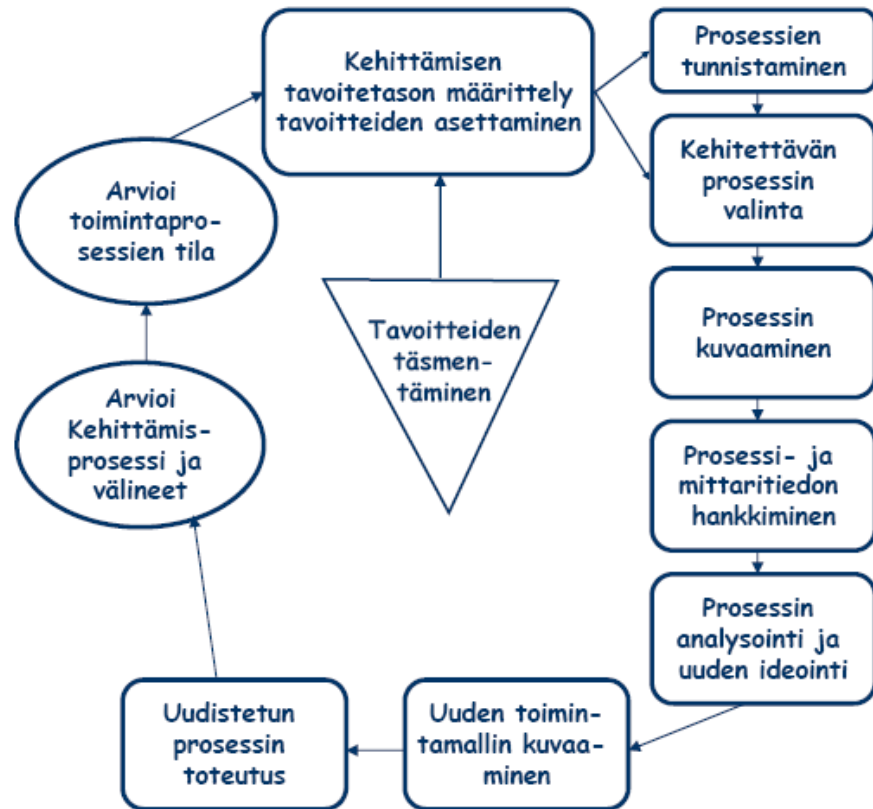 Kehittämisen
tavoitetason määrittely
tavoitteiden asettaminen
Prosessien
tunnistaminen
Kehitettävän
prosessin
valinta
Prosessin
kuvaaminen
Prosessi- ja
mittaritiedon
hankkiminen
Prosessin
analysointi ja
uuden ideointi
Uuden toimin-
tamallin kuvaa-
minen
Uudistetun
prosessin
toteutus
Arvioi
Kehittämis-
prosessi ja
välineet
Arvioi
toimintapro-
sessien tila
Tavoitteiden
täsmen-
täminen